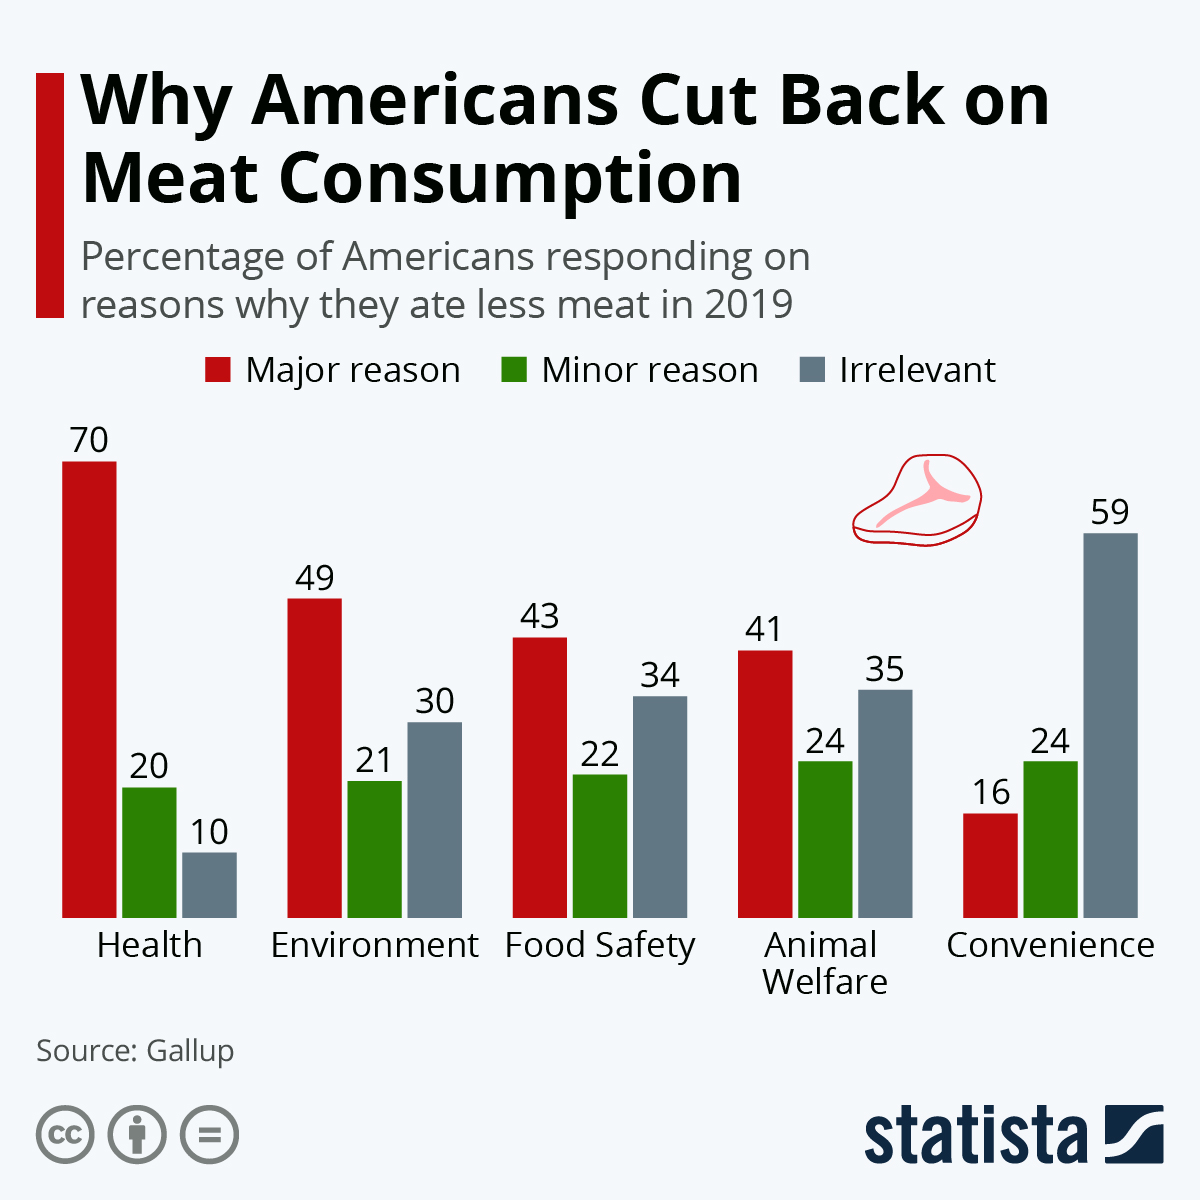 Why Americans Cut Back on
Meat Consumption
Percentage of Americans responding on
reasons why they ate less meat in 2019
Major reason Minor reason Irrelevant
70 20 10
49 21 30
43 22 34
41 24 35
16 24 59
Health Environment Food Safety Animal Convenience
Welfare
Source: Gallup
cc =
statista